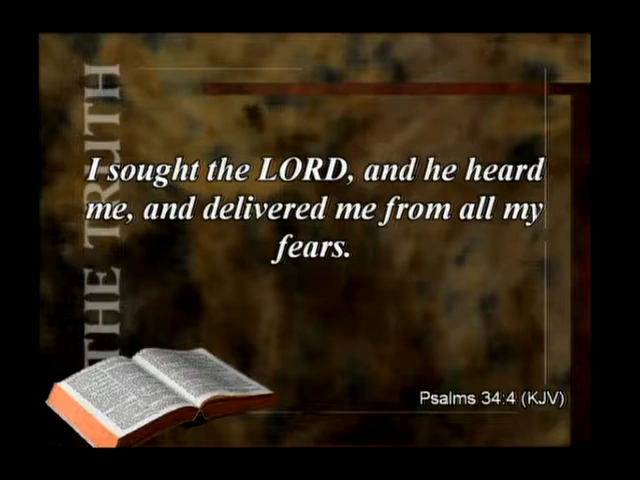 THE TRUTH
I sought the LORD, and he heard
me, and delivered me from all my
fears.
Psalms 34:4 (KJV)